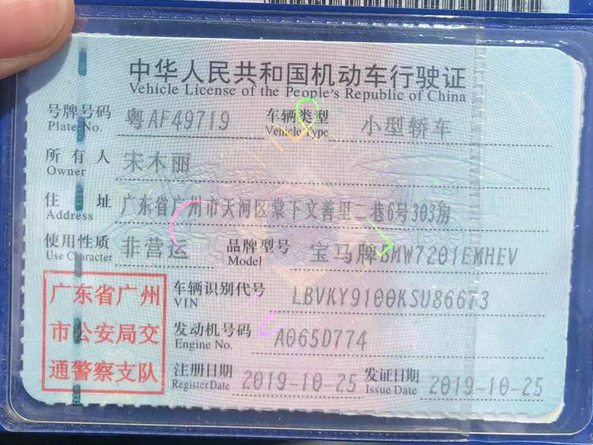 中华人民共和国机动车行驶证
Vehicle License of the People's Republic of China
号牌号码 粤AF49719 车辆类型 小型轿车
Plate No. Vehicle Type
所有人 宋木丽
Owner
住址 广东省广州市天河区棠下文善里二巷6号303房
Address
使用性质 非营运 品牌型号 宝马牌BMW7201EMHEV
Use Character Model
广东省广州
市公安局交
通警察支队
车辆识别代号 LBVKY9100KSU86673
VIN
发动机号码 A065D774
Engine No.
注册日期 2019-10-25 发证日期 2019-10-25
Register Date Issue Date